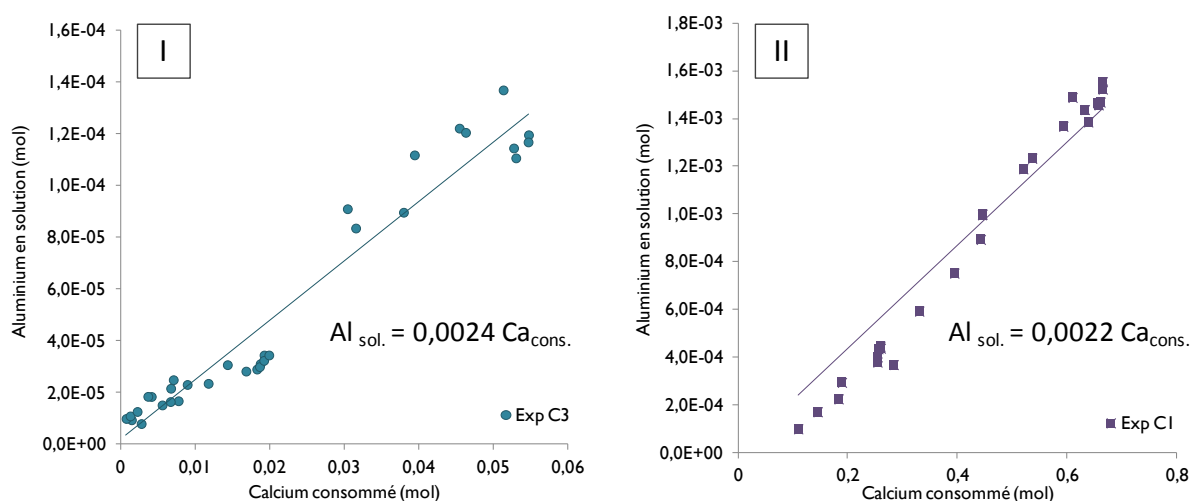 I
Aluminium en solution (mol)
1,6E-04
1,4E-04
1,2E-04
1,0E-04
8,0E-05
6,0E-05
4,0E-05
2,0E-05
0,0E+00
Al sol. = 0,0024 Cacons.
Exp C3
0 0,01 0,02 0,03 0,04 0,05 0,06
Calcium consommé (mol)
II
Aluminium en solution (mol)
1,8E-03
1,6E-03
1,4E-03
1,2E-03
1,0E-03
8,0E-04
6,0E-04
4,0E-04
2,0E-04
0,0E+00
Al sol. = 0,0022 Cacons.
Exp C1
0 0,2 0,4 0,6 0,8
Calcium consommé (mol)